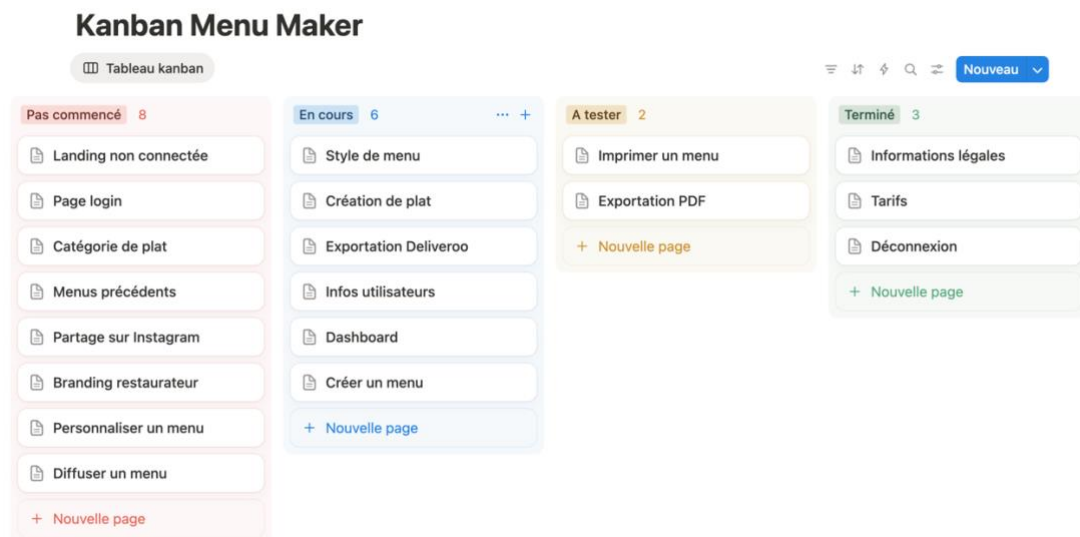 Kanban Menu Maker
Tableau kanban
Nouveau
Pas commencé 8
Landing non connectée
Page login
Catégorie de plat
Menus précédents
Partage sur Instagram
Branding restaurateur
Personnaliser un menu
Diffuser un menu
+ Nouvelle page
En cours 6
Style de menu
Création de plat
Exportation Deliveroo
Infos utilisateurs
Dashboard
Créer un menu
+ Nouvelle page
A tester 2
Imprimer un menu
Exportation PDF
+ Nouvelle page
Terminé 3
Informations légales
Tarifs
Déconnexion
+ Nouvelle page